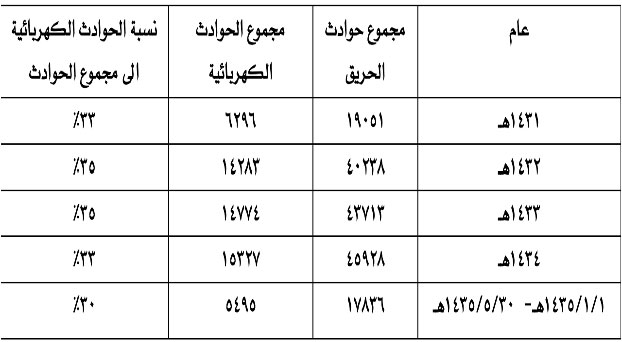 عام مجموع حوادث الحريق مجموع الحوادث الكهربائية نسبة الحوادث الكهربائية الى مجموع الحوادث
١٤٣١هـ ١٩٠٥١ ٦٢٩٦ ٣٣٪
١٤٣٢هـ ٤٠٢٣٨ ١٤٢٨٣ ٣٥٪
١٤٣٣هـ ٤٣٧١٣ ١٤٧٧٤ ٣٥٪
١٤٣٤هـ ٤٥٩٢٨ ١٥٣٢٧ ٣٣٪
١٤٣٥/١/١هـ- ١٤٣٥/٥/٣٠هـ ١٧٨٣٦ ٥٤٩٥ ٣٠٪